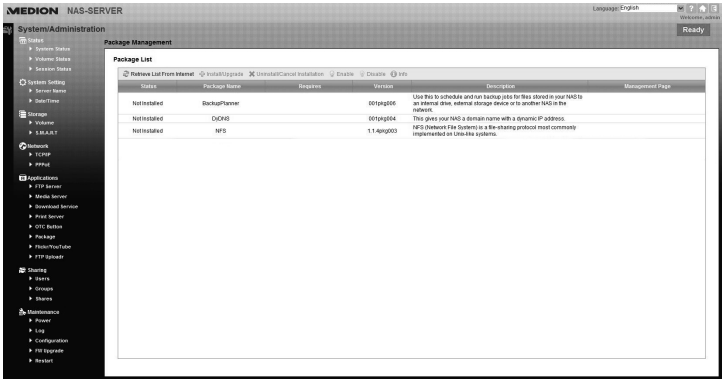 MEDION NAS-SERVER
Language: English
Welcome, admin
System/Administration
Ready
Status
System Status
Volume Status
Session Status
System Setting
Server Name
Date/Time
Storage
Volume
S.M.A.R.T
Network
TCP/IP
PPPoE
Applications
FTP Server
Media Server
Download Service
Print Server
OTC Button
Package
Flickr/YouTube
FTP Uploadr
Sharing
Users
Groups
Shares
Maintenance
Power
Log
Configuration
FW Upgrade
Restart
Package Management
Package List
Retrieve List From Internet Install/Upgrade Uninstall/Cancel Installation Enable Disable Info
Status Package Name Requires Version Description Management Page
Not Installed BackupPlanner 001pkg006 Use this to schedule and run backup jobs for files stored in your NAS to
an internal drive, external storage device or to another NAS in the
network.
Not Installed DyDNS 001pkg004 This gives your NAS a domain name with a dynamic IP address.
Not Installed NFS 1.1.4pkg003 NFS (Network File System) is a file-sharing protocol most commonly
implemented on Unix-like systems.